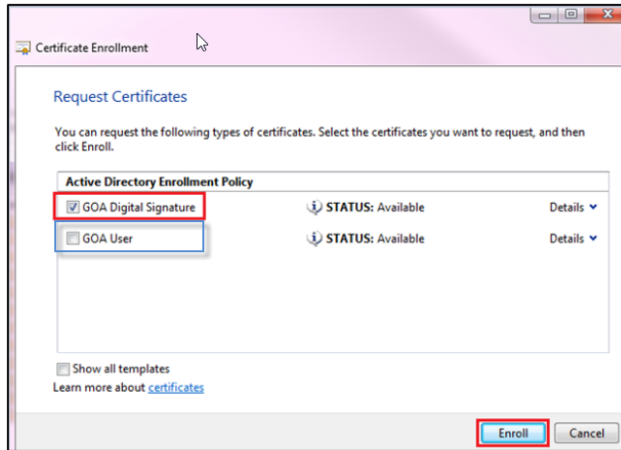 Certificate Enrollment
Request Certificates
You can request the following types of certificates. Select the certificates you want to request, and then
click Enroll.
Active Directory Enrollment Policy
GOA Digital Signature STATUS: Available Details
GOA User STATUS: Available Details
Show all templates
Learn more about certificates
Enroll Cancel